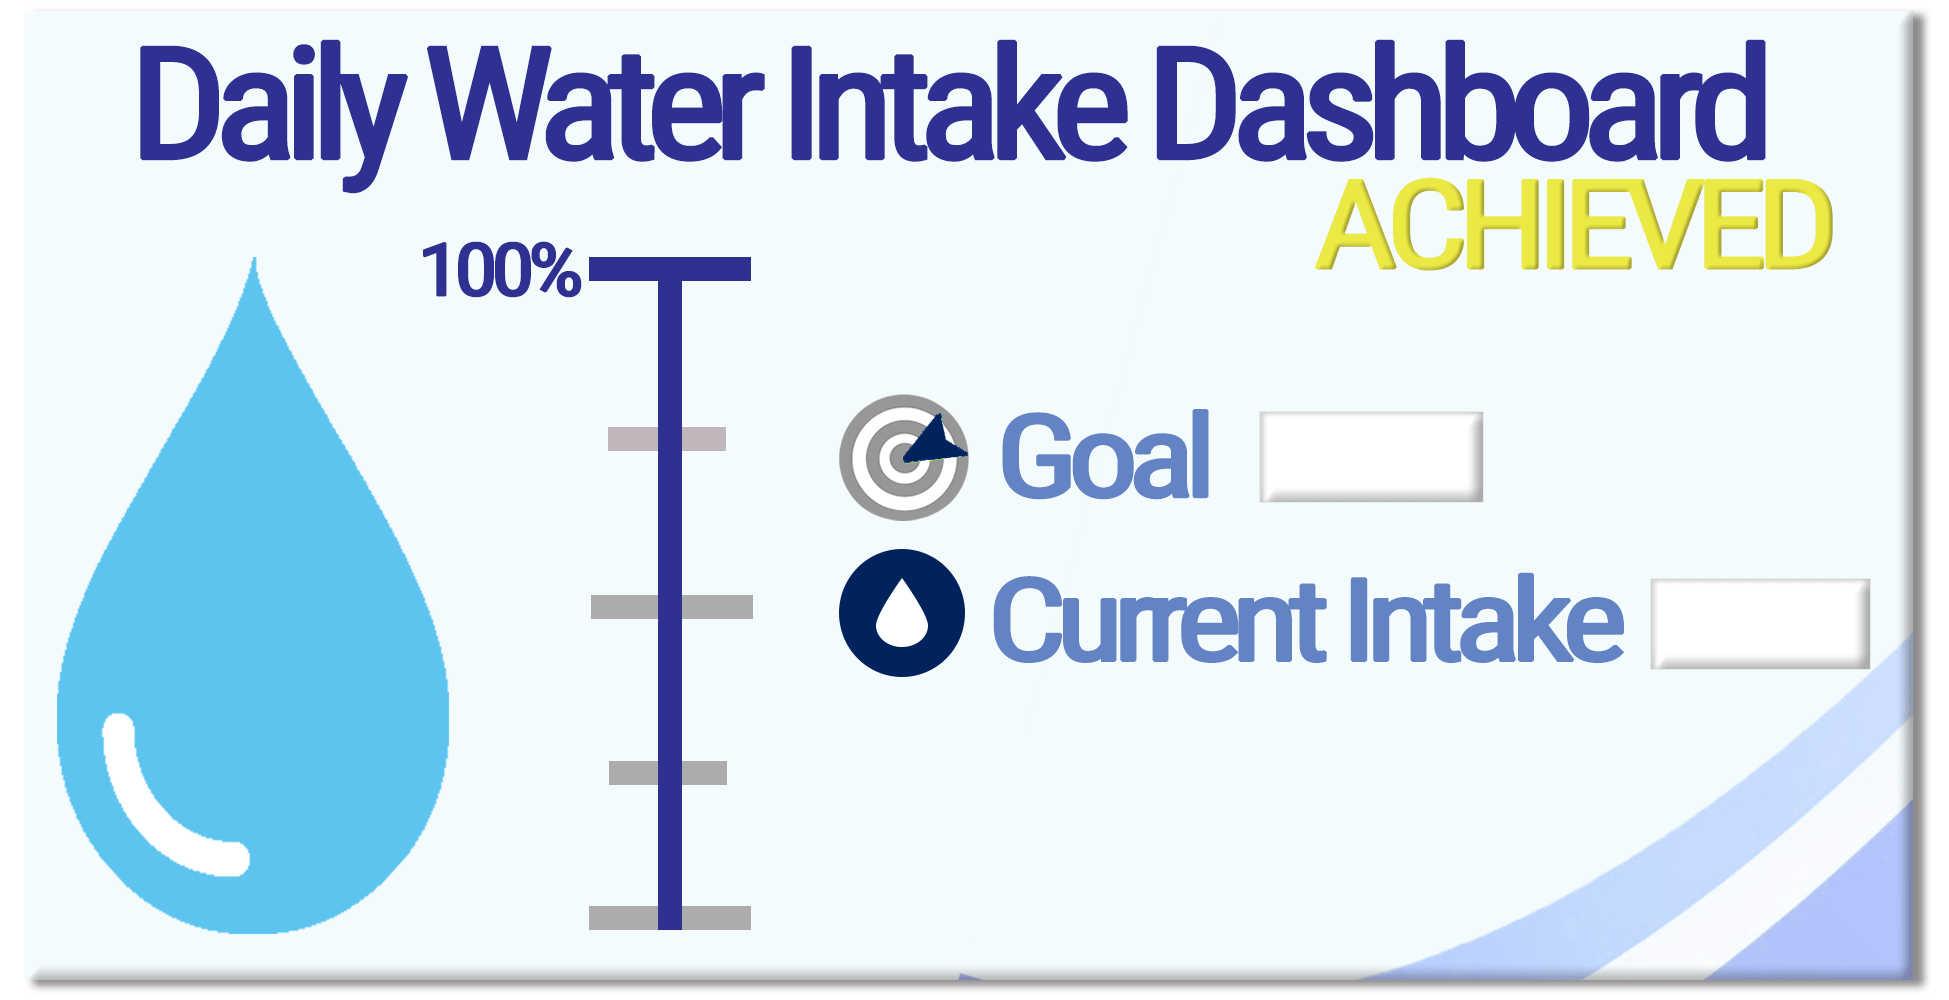 Daily Water Intake Dashboard
ACHIEVED
100%
Goal
Current Intake